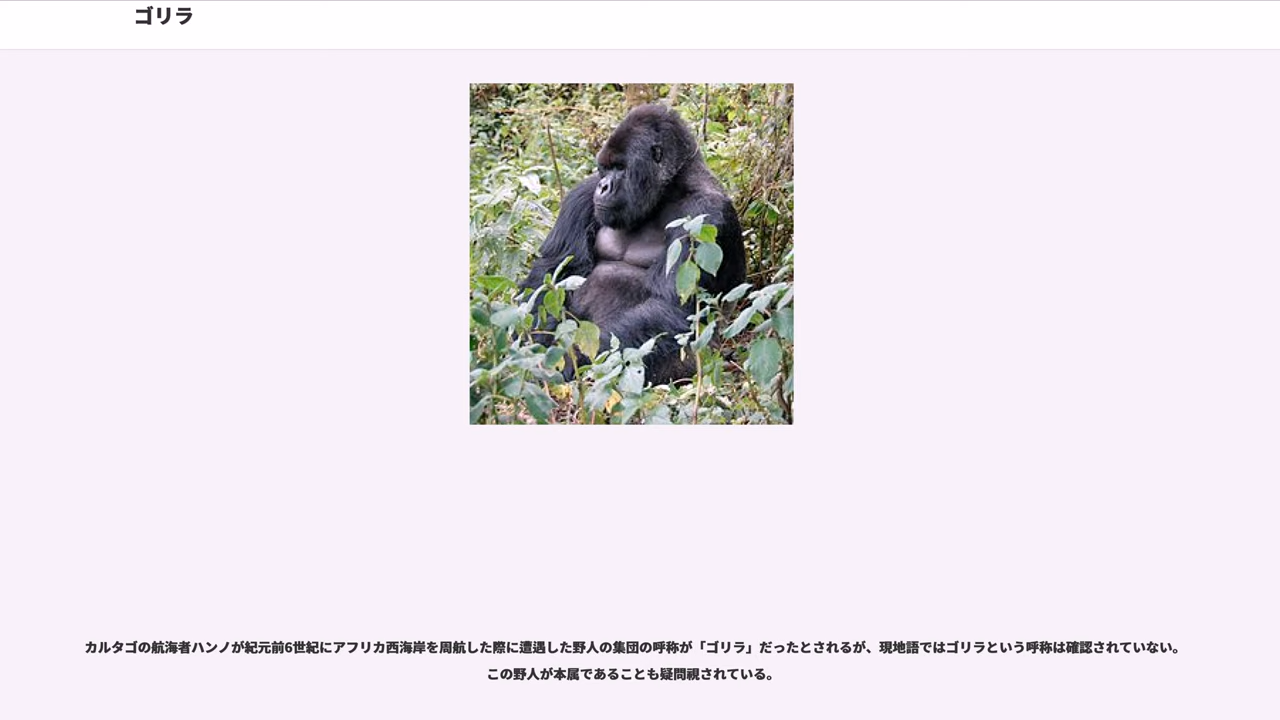 ゴリラ
カルタゴの航海者ハンノが紀元前6世紀にアフリカ西海岸を周航した際に遭遇した野人の集団の呼称が「ゴリラ」だったとされるが、現地語ではゴリラという呼称は確認されていない。
この野人が本属であることも疑問視されている。